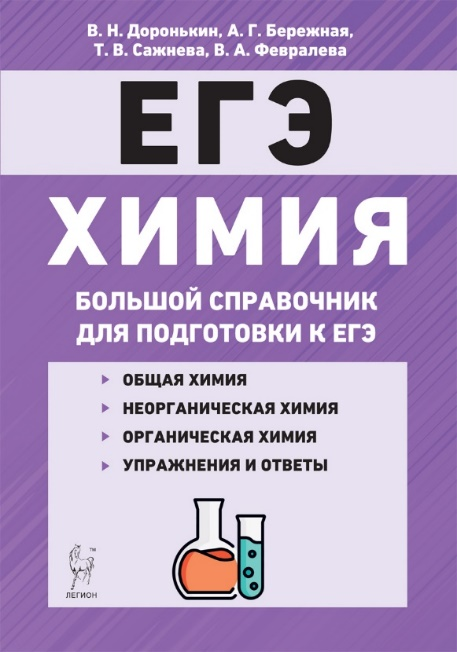 В. Н. Доронькин, А. Г. Бережная,
Т. В. Сажнева, В. А. Февралева
ЕГЭ
ХИМИЯ
БОЛЬШОЙ СПРАВОЧНИК
ДЛЯ ПОДГОТОВКИ К ЕГЭ
ОБЩАЯ ХИМИЯ
НЕОРГАНИЧЕСКАЯ ХИМИЯ
ОРГАНИЧЕСКАЯ ХИМИЯ
УПРАЖНЕНИЯ И ОТВЕТЫ
TM
ЛЕГИОН